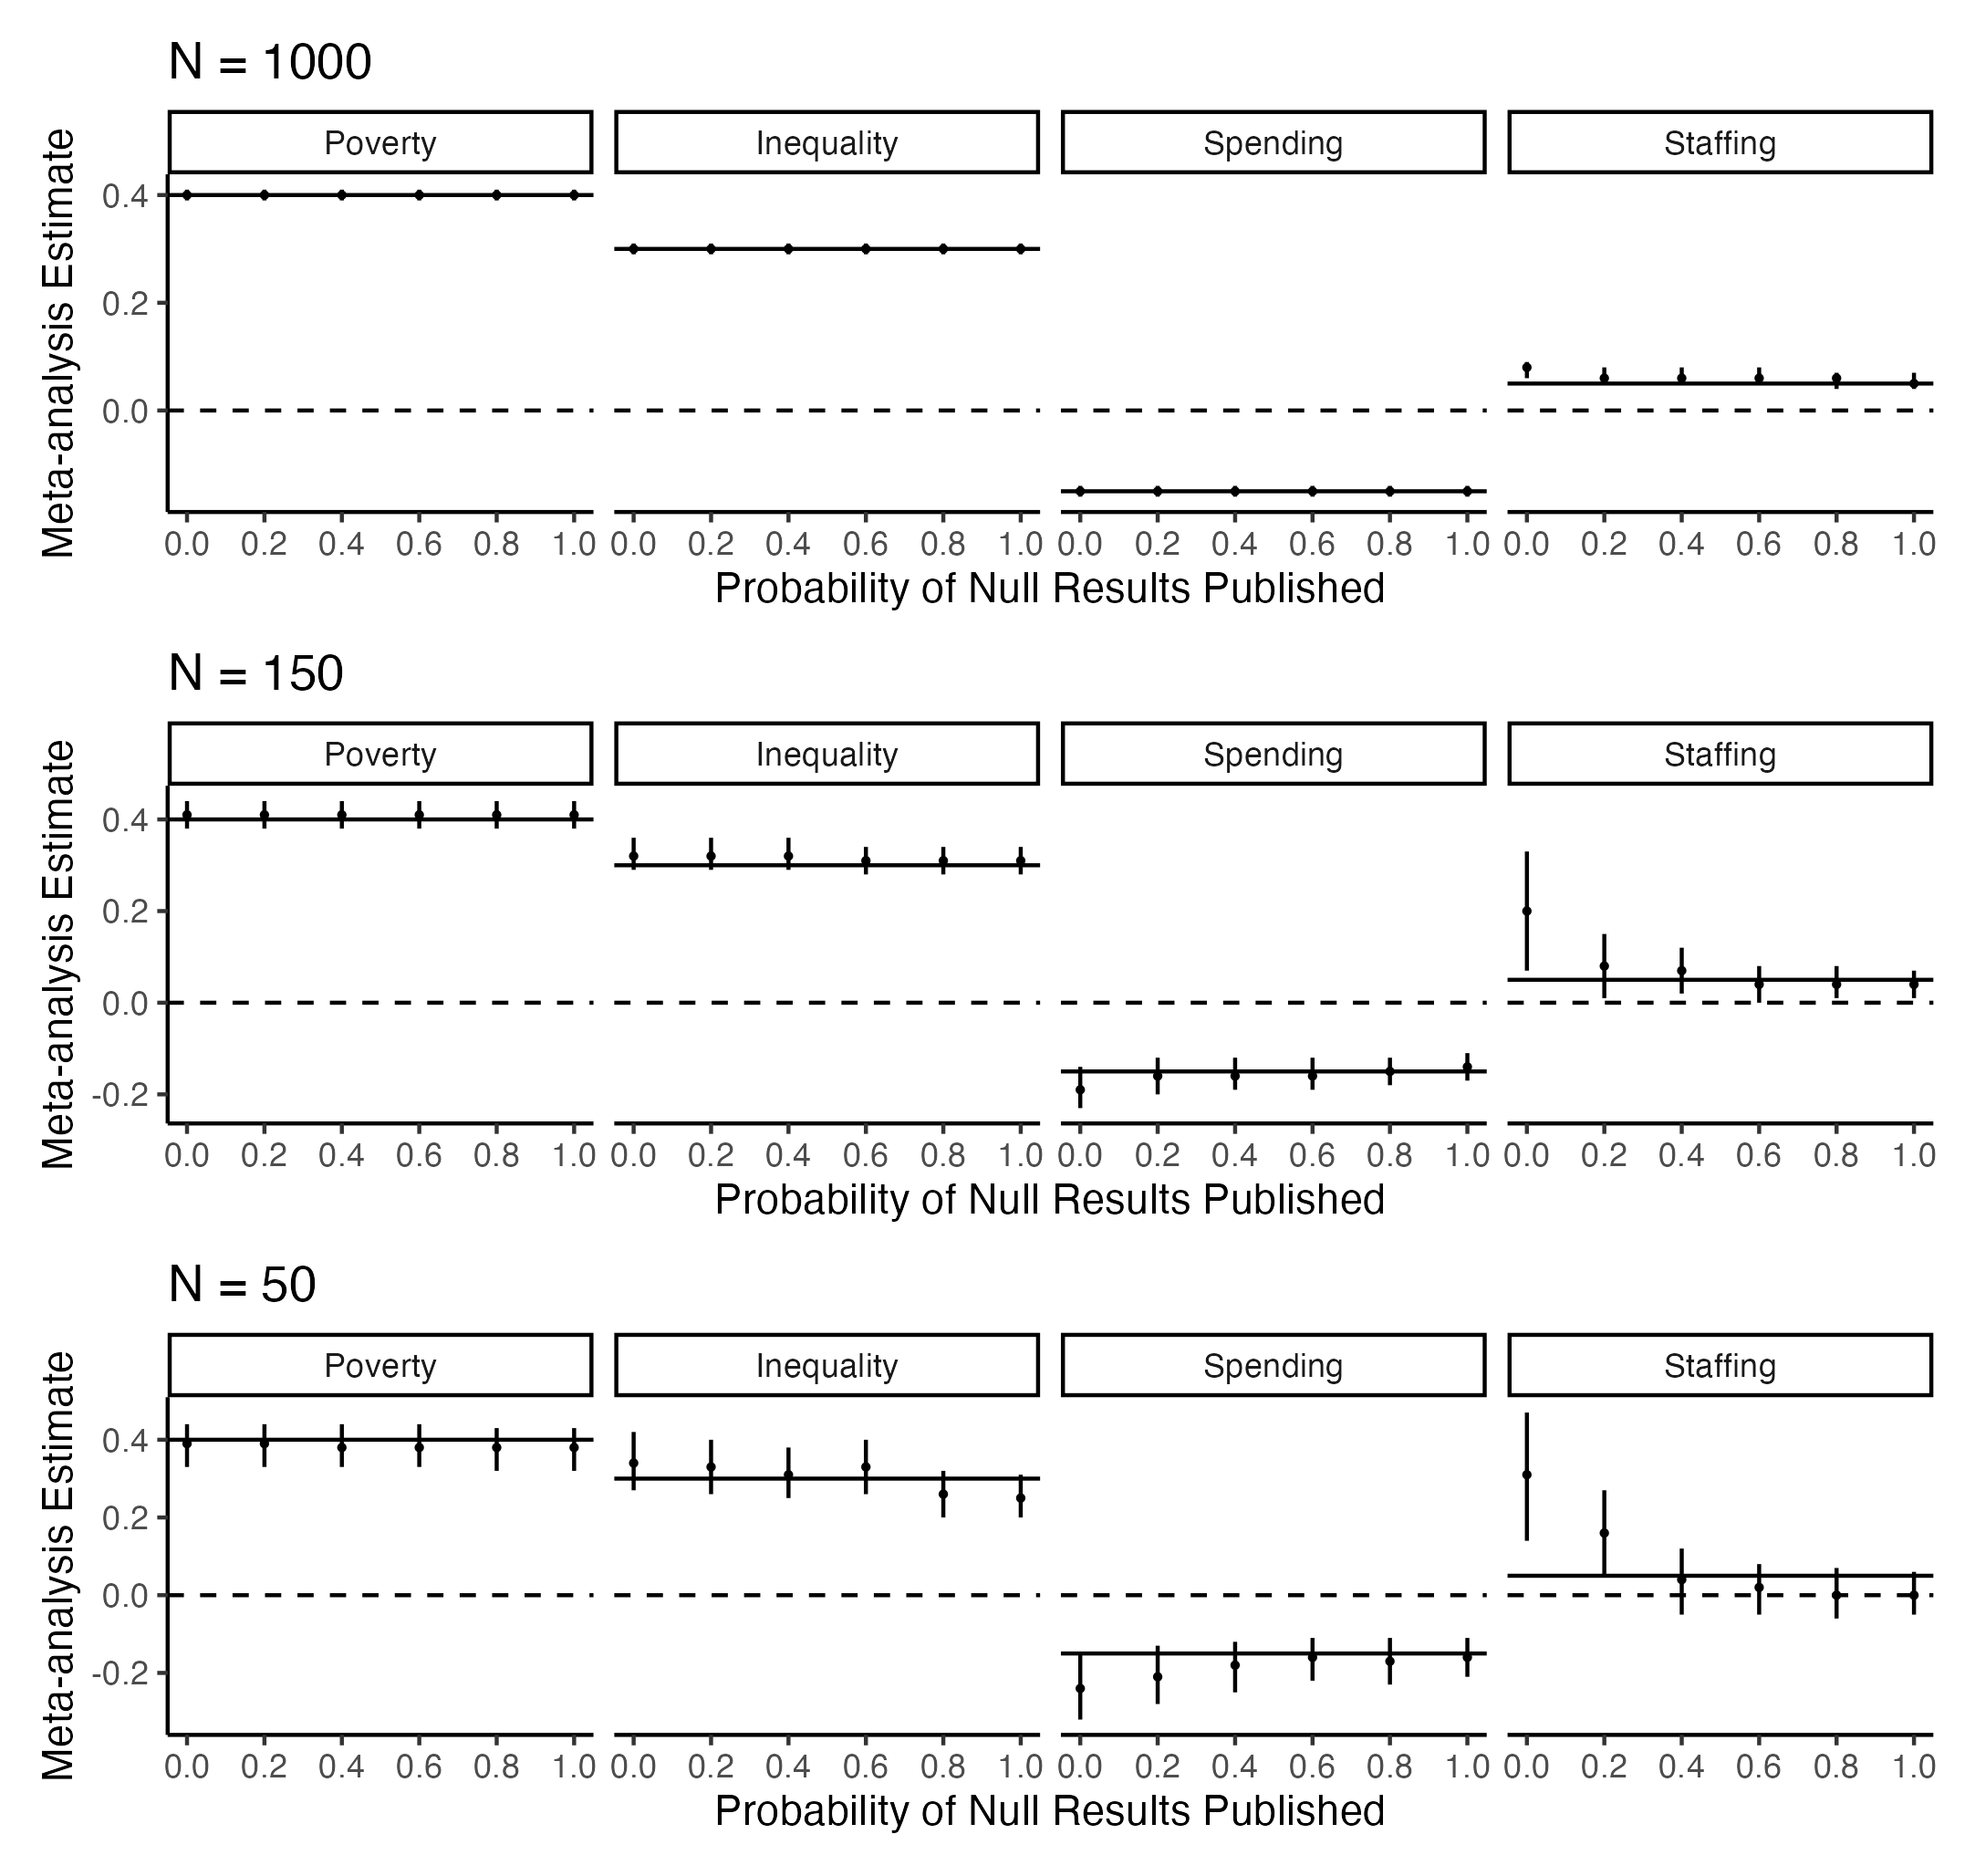 N = 1000
Poverty Inequality Spending Staffing
Meta-analysis Estimate
0.4
0.2
0.0
0.0 0.2 0.4 0.6 0.8 1.0 0.0 0.2 0.4 0.6 0.8 1.0 0.0 0.2 0.4 0.6 0.8 1.0 0.0 0.2 0.4 0.6 0.8 1.0
Probability of Null Results Published
N = 150
Poverty Inequality Spending Staffing
Meta-analysis Estimate
0.4
0.2
0.0
-0.2
0.0 0.2 0.4 0.6 0.8 1.0 0.0 0.2 0.4 0.6 0.8 1.0 0.0 0.2 0.4 0.6 0.8 1.0 0.0 0.2 0.4 0.6 0.8 1.0
Probability of Null Results Published
N = 50
Poverty Inequality Spending Staffing
Meta-analysis Estimate
0.4
0.2
0.0
-0.2
0.0 0.2 0.4 0.6 0.8 1.0 0.0 0.2 0.4 0.6 0.8 1.0 0.0 0.2 0.4 0.6 0.8 1.0 0.0 0.2 0.4 0.6 0.8 1.0
Probability of Null Results Published